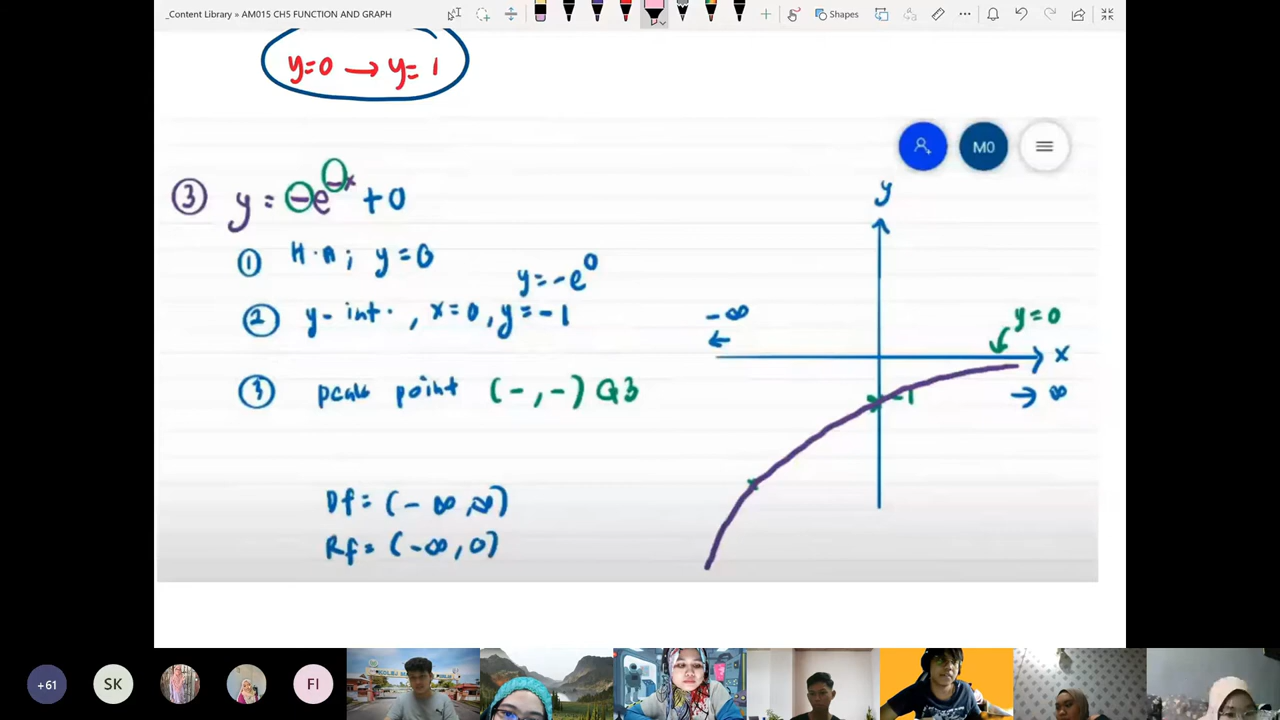 _Content Library » AM015 CH5 FUNCTION AND GRAPH
Shapes
y=0 → y=1
M0
③ y = -e^-x + 0
① H.A; y=0
y=-e^0
② y-int., x=0, y=-1
③ peak point (-,-) Q3
Df = (-∞,∞)
Rf = (-∞,0)
y
-∞
←
y=0
x
-1
→ ∞
+61
SK
FI